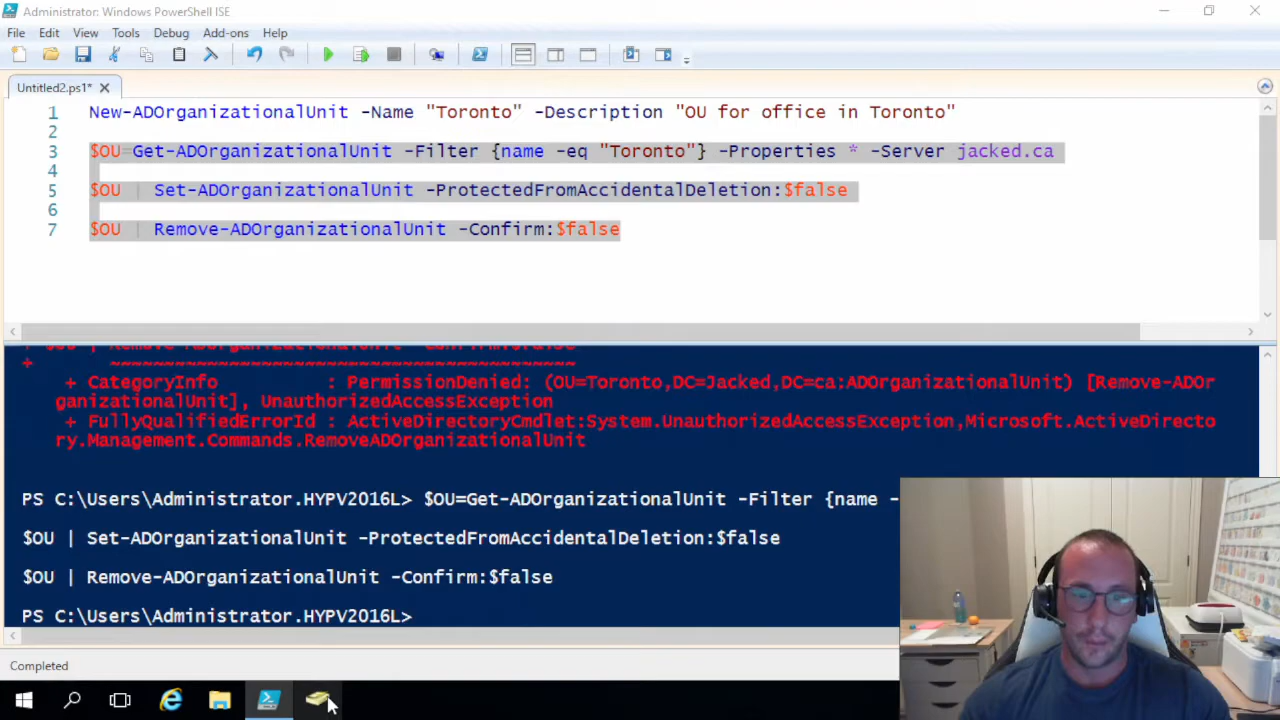 Administrator: Windows PowerShell ISE
File Edit View Tools Debug Add-ons Help
Untitled2.ps1*
1 New-ADOrganizationalUnit -Name "Toronto" -Description "OU for office in Toronto"
2
3 $OU=Get-ADOrganizationalUnit -Filter {name -eq "Toronto"} -Properties * -Server jacked.ca
4
5 $OU | Set-ADOrganizationalUnit -ProtectedFromAccidentalDeletion:$false
6
7 $OU | Remove-ADOrganizationalUnit -Confirm:$false
+ ~~~~~~~~~~~~~~~~~~~~~~~~~~~~~~~~~~~~~~~~~~~
+ CategoryInfo : PermissionDenied: (OU=Toronto,DC=Jacked,DC=ca:ADOrganizationalUnit) [Remove-ADOr
ganizationalUnit], UnauthorizedAccessException
+ FullyQualifiedErrorId : ActiveDirectoryCmdlet:System.UnauthorizedAccessException,Microsoft.ActiveDirecto
ry.Management.Commands.RemoveADOrganizationalUnit
PS C:\Users\Administrator.HYPV2016L> $OU=Get-ADOrganizationalUnit -Filter {name -
$OU | Set-ADOrganizationalUnit -ProtectedFromAccidentalDeletion:$false
$OU | Remove-ADOrganizationalUnit -Confirm:$false
PS C:\Users\Administrator.HYPV2016L>
Completed